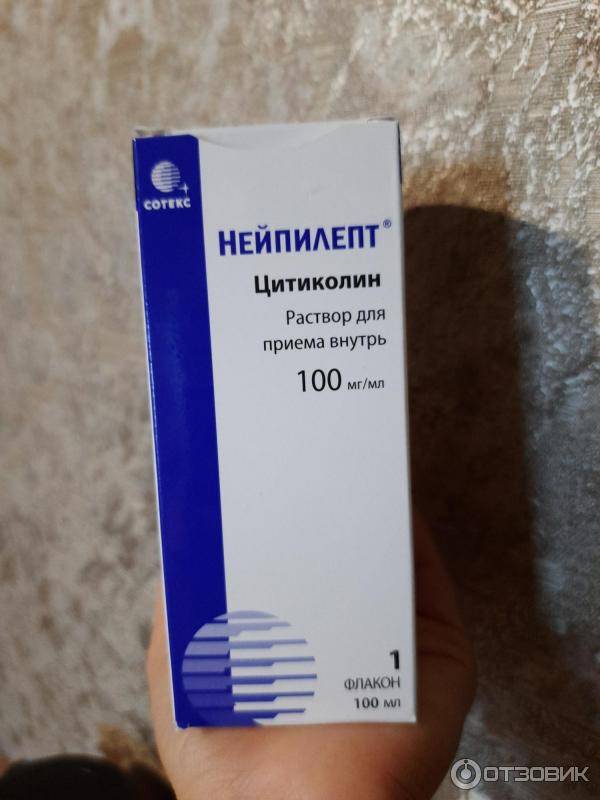 СОТЕКС
НЕЙПИЛЕПТ®
Цитиколин
Раствор для
приема внутрь
100 мг/мл
1
ФЛАКОН
100 мл
ОТЗОВИК